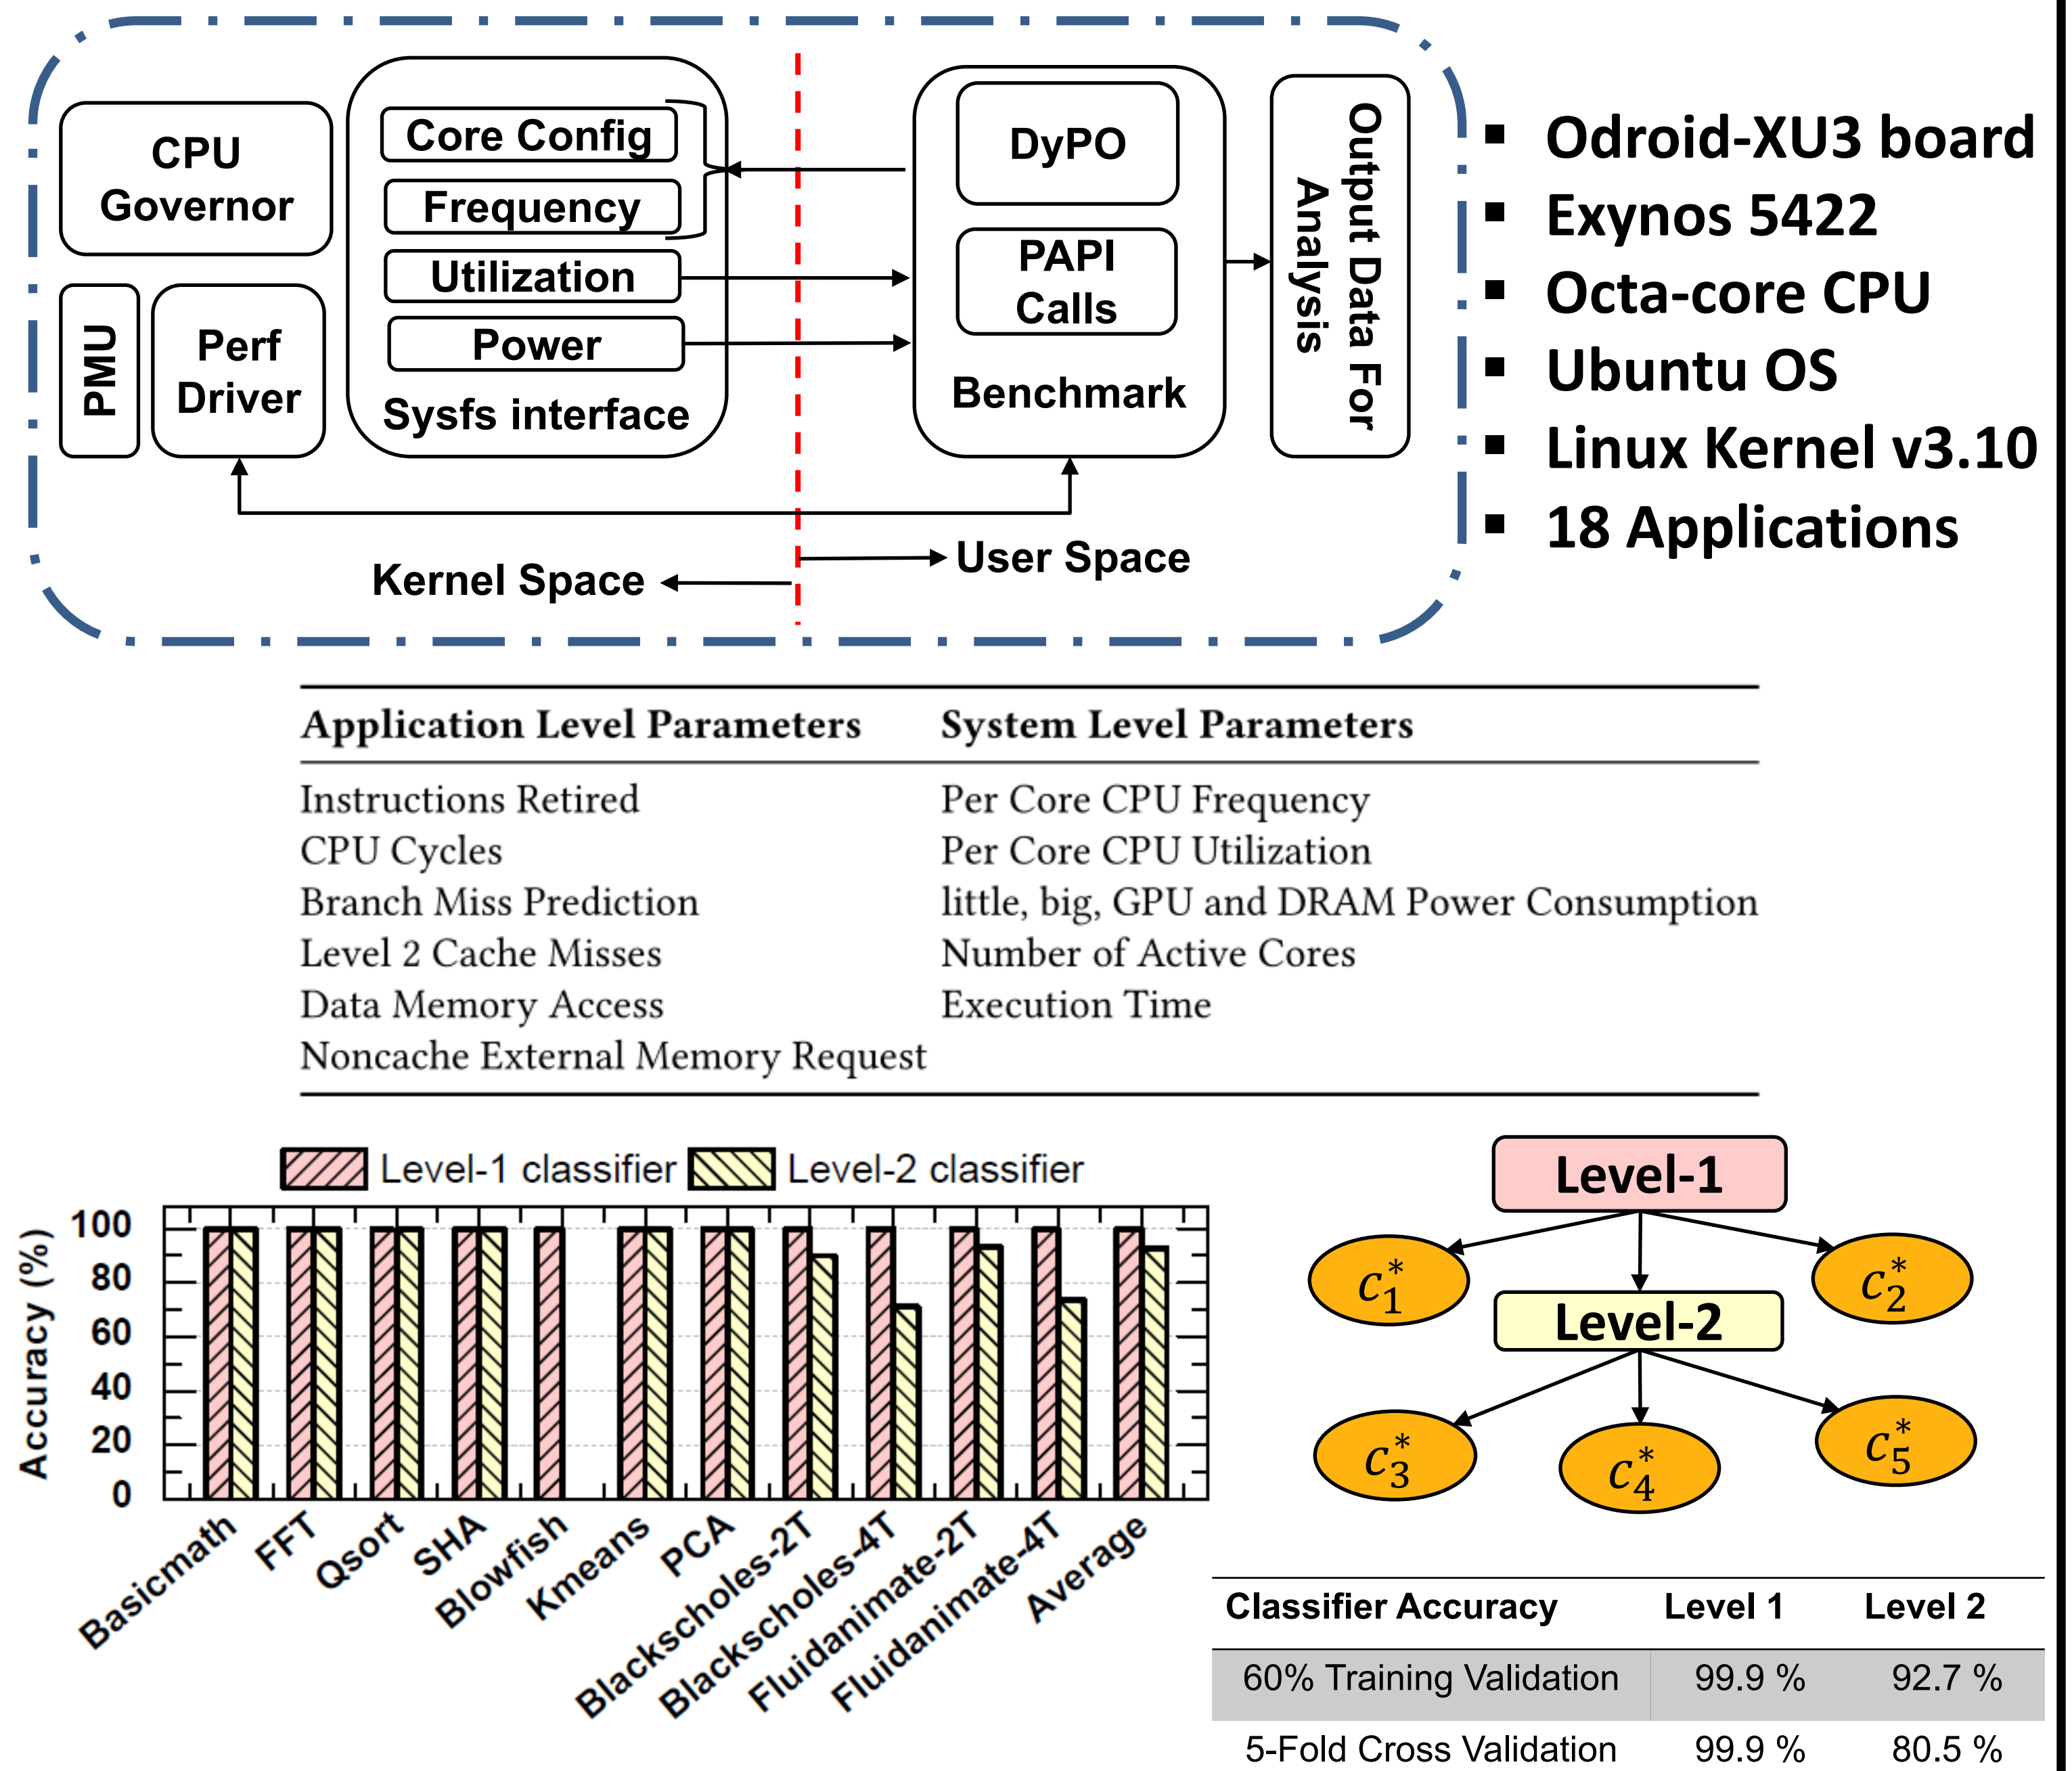 CPU
Governor
PMU
Perf
Driver
Core Config
Frequency
Utilization
Power
Sysfs interface
DyPO
PAPI
Calls
Benchmark
Output Data For
Analysis
Kernel Space
User Space
▪ Odroid-XU3 board
▪ Exynos 5422
▪ Octa-core CPU
▪ Ubuntu OS
▪ Linux Kernel v3.10
▪ 18 Applications
Application Level Parameters System Level Parameters
Instructions Retired Per Core CPU Frequency
CPU Cycles Per Core CPU Utilization
Branch Miss Prediction little, big, GPU and DRAM Power Consumption
Level 2 Cache Misses Number of Active Cores
Data Memory Access Execution Time
Noncache External Memory Request
Level-1 classifier Level-2 classifier
Accuracy (%)
100
80
60
40
20
0
Basicmath
FFT
Qsort
SHA
Blowfish
Kmeans
PCA
Blackscholes-2T
Blackscholes-4T
Fluidanimate-2T
Fluidanimate-4T
Average
Level-1
c₁*
c₂*
Level-2
c₃*
c₄*
c₅*
Classifier Accuracy Level 1 Level 2
60% Training Validation 99.9 % 92.7 %
5-Fold Cross Validation 99.9 % 80.5 %